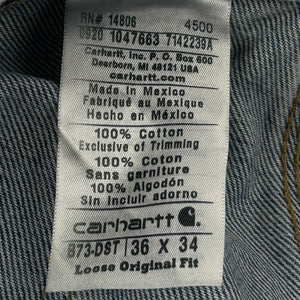 RN# 14806 4500
0920 1047663 7142239A
Carhartt, Inc. P.O. Box 600
Dearborn, MI 48121 USA
carhartt.com
Made in Mexico
Fabriqué au Mexique
Hecho en México
100% Cotton
Exclusive of Trimming
100% Coton
Sans garniture
100% Algodón
Sin incluir adorno
carhartt
B73-DST 36 X 34
Loose Original Fit